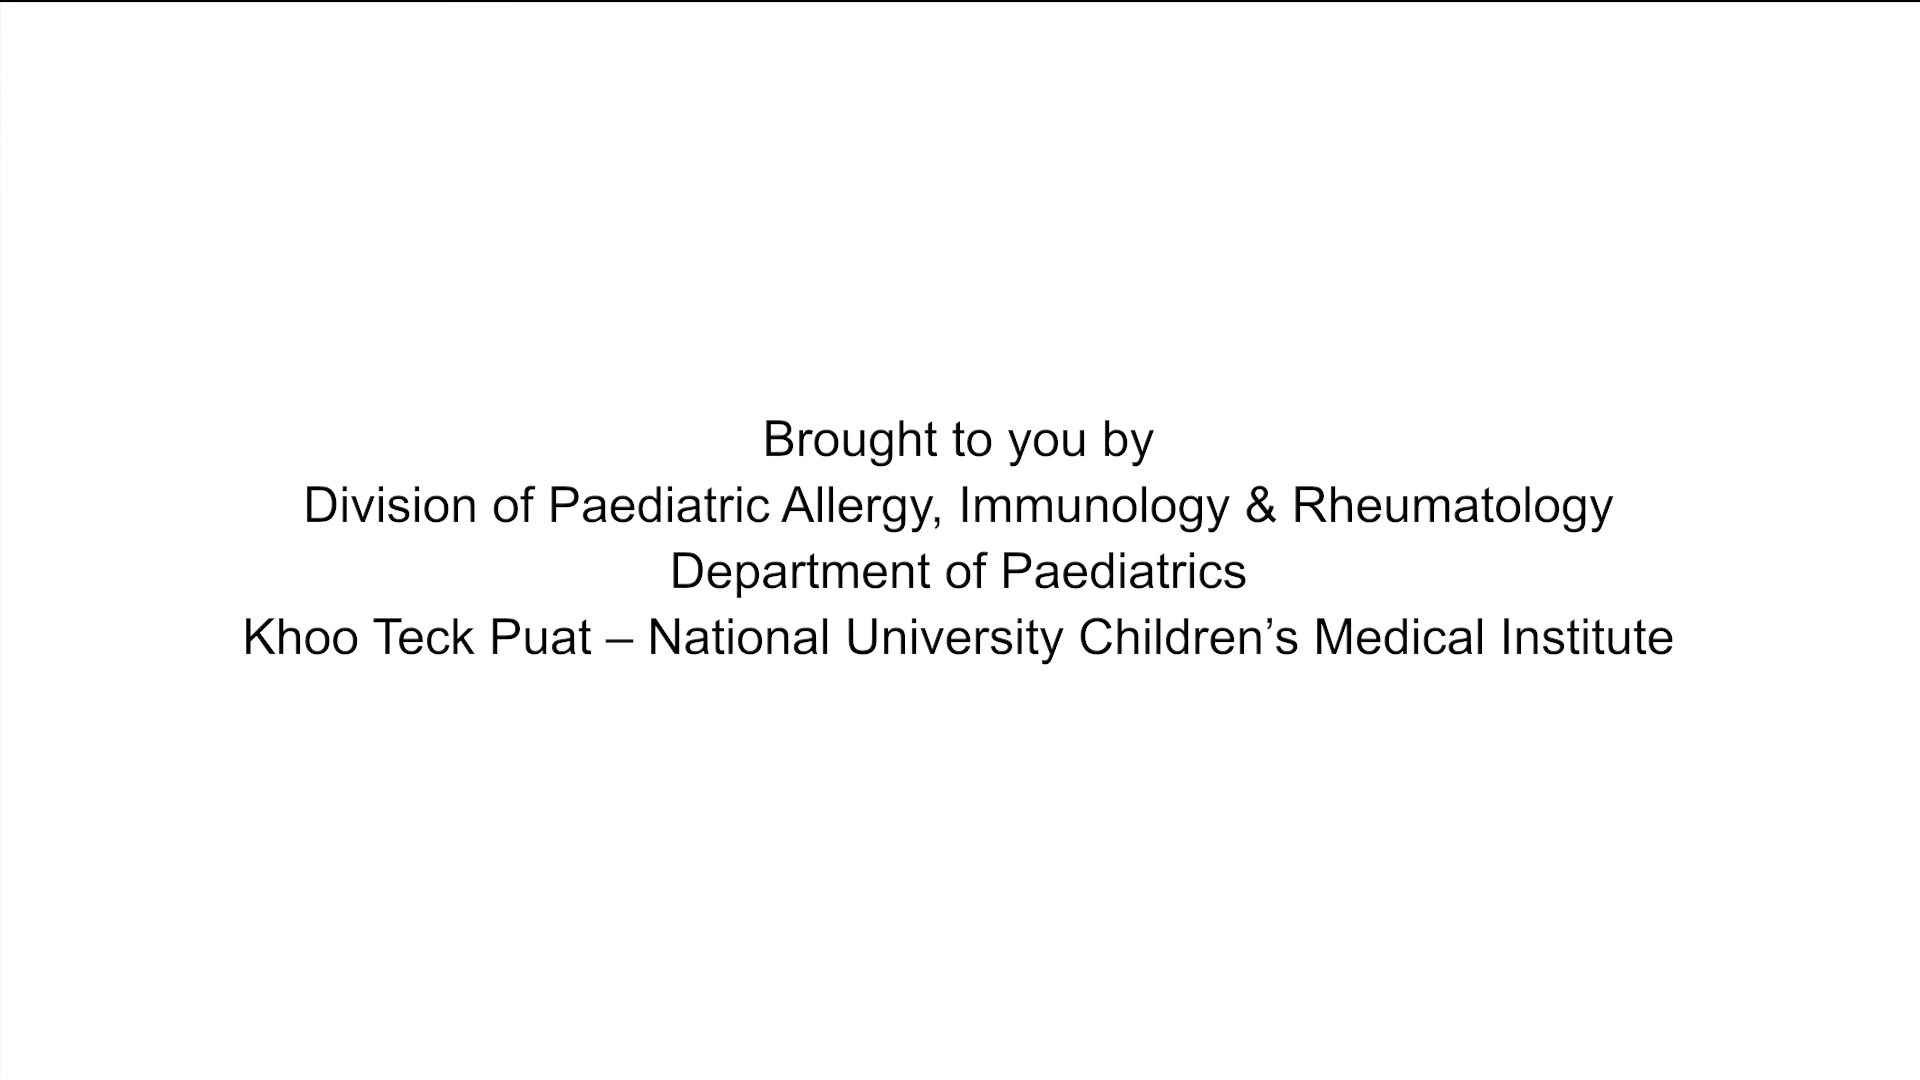 Brought to you by
Division of Paediatric Allergy, Immunology & Rheumatology
Department of Paediatrics
Khoo Teck Puat – National University Children’s Medical Institute